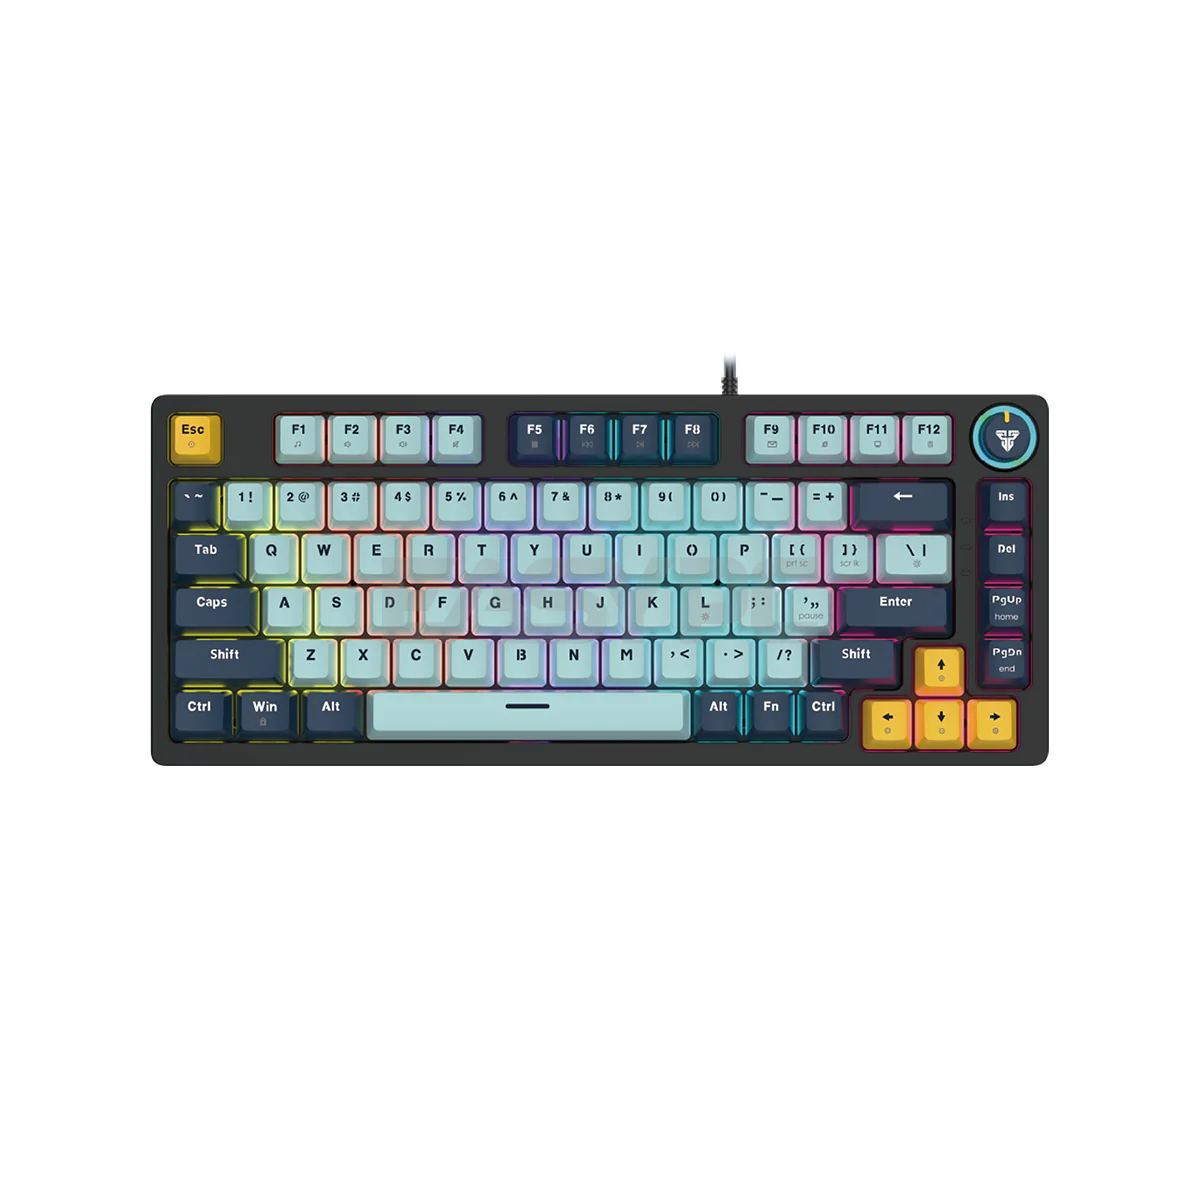 Esc F1 F2 F3 F4 F5 F6 F7 F8 F9 F10 F11 F12
` ~ 1 ! 2 @ 3 # 4 $ 5 % 6 ^ 7 & 8 * 9 ( 0 ) - _ = + ← Ins
Tab Q W E R T Y U I O P [ { ] } \ | Del
prt sc scr lk
Caps A S D F G H J K L ; : ' " Enter PgUp
pause home
Shift Z X C V B N M , < . > / ? Shift ↑ PgDn
end
Ctrl Win Alt Alt Fn Ctrl ← ↓ →